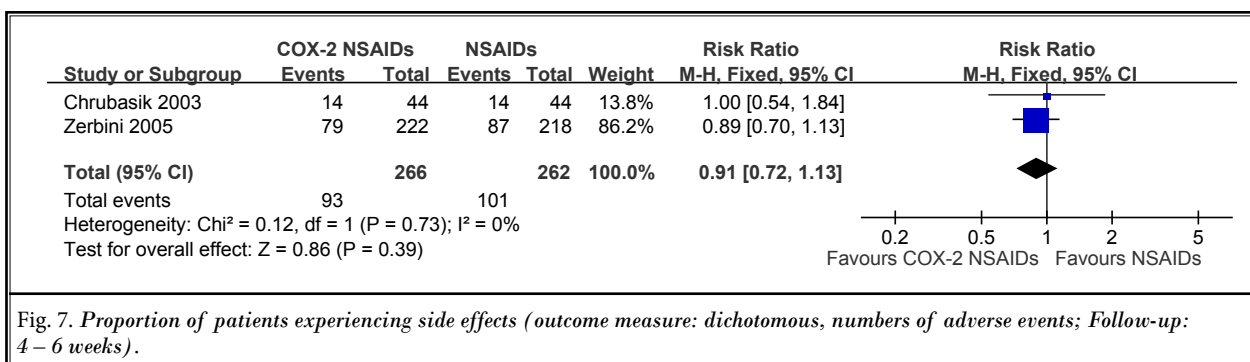 COX-2 NSAIDs NSAIDs Risk Ratio Risk Ratio
Study or Subgroup Events Total Events Total Weight M-H, Fixed, 95% CI M-H, Fixed, 95% CI
Chrubasik 2003 14 44 14 44 13.8% 1.00 [0.54, 1.84]
Zerbini 2005 79 222 87 218 86.2% 0.89 [0.70, 1.13]
Total (95% CI) 266 262 100.0% 0.91 [0.72, 1.13]
Total events 93 101
Heterogeneity: Chi² = 0.12, df = 1 (P = 0.73); I² = 0%
Test for overall effect: Z = 0.86 (P = 0.39)
0.2 0.5 1 2 5
Favours COX-2 NSAIDs Favours NSAIDs
Fig. 7. Proportion of patients experiencing side effects (outcome measure: dichotomous, numbers of adverse events; Follow-up:
4 – 6 weeks).